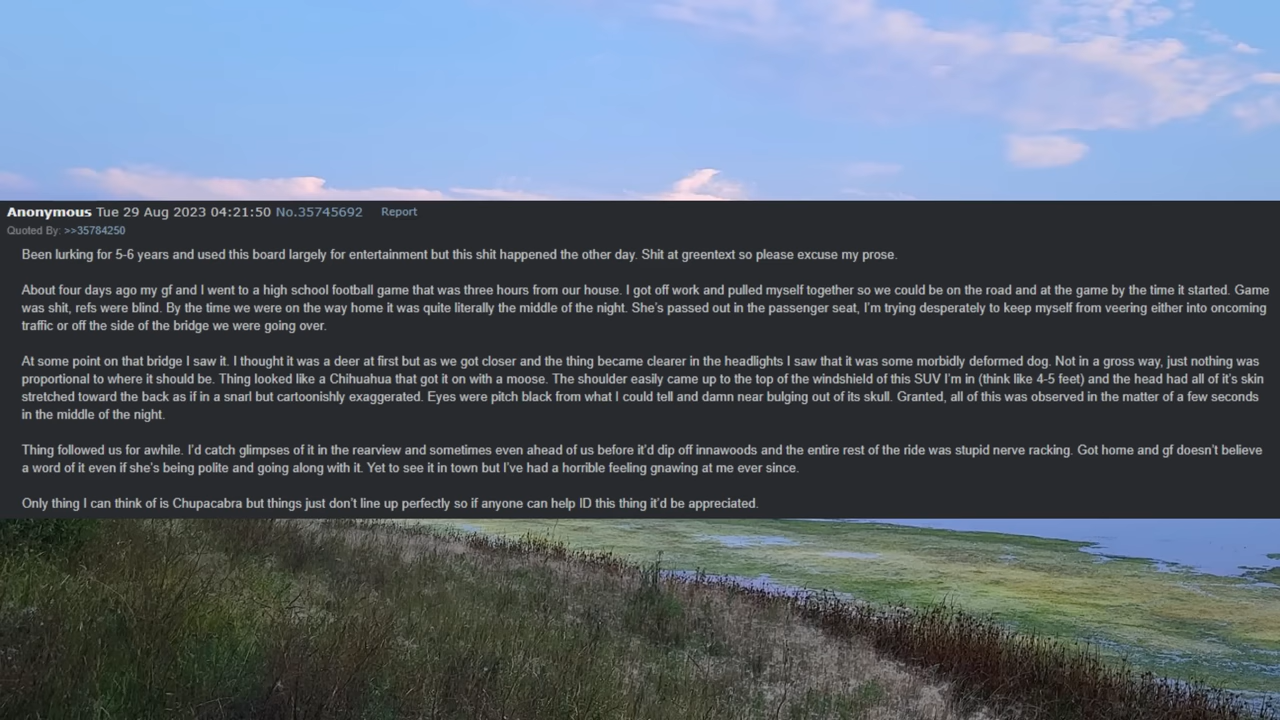 Anonymous Tue 29 Aug 2023 04:21:50 No.35745692 Report
Quoted By: >>35784250
Been lurking for 5-6 years and used this board largely for entertainment but this shit happened the other day. Shit at greentext so please excuse my prose.
About four days ago my gf and I went to a high school football game that was three hours from our house. I got off work and pulled myself together so we could be on the road and at the game by the time it started. Game
was shit, refs were blind. By the time we were on the way home it was quite literally the middle of the night. She's passed out in the passenger seat, I'm trying desperately to keep myself from veering either into oncoming
traffic or off the side of the bridge we were going over.
At some point on that bridge I saw it. I thought it was a deer at first but as we got closer and the thing became clearer in the headlights I saw that it was some morbidly deformed dog. Not in a gross way, just nothing was
proportional to where it should be. Thing looked like a Chihuahua that got it on with a moose. The shoulder easily came up to the top of the windshield of this SUV I'm in (think like 4-5 feet) and the head had all of it's skin
stretched toward the back as if in a snarl but cartoonishly exaggerated. Eyes were pitch black from what I could tell and damn near bulging out of its skull. Granted, all of this was observed in the matter of a few seconds
in the middle of the night.
Thing followed us for awhile. I'd catch glimpses of it in the rearview and sometimes even ahead of us before it'd dip off innawoods and the entire rest of the ride was stupid nerve racking. Got home and gf doesn't believe
a word of it even if she's being polite and going along with it. Yet to see it in town but I've had a horrible feeling gnawing at me ever since.
Only thing I can think of is Chupacabra but things just don't line up perfectly so if anyone can help ID this thing it'd be appreciated.